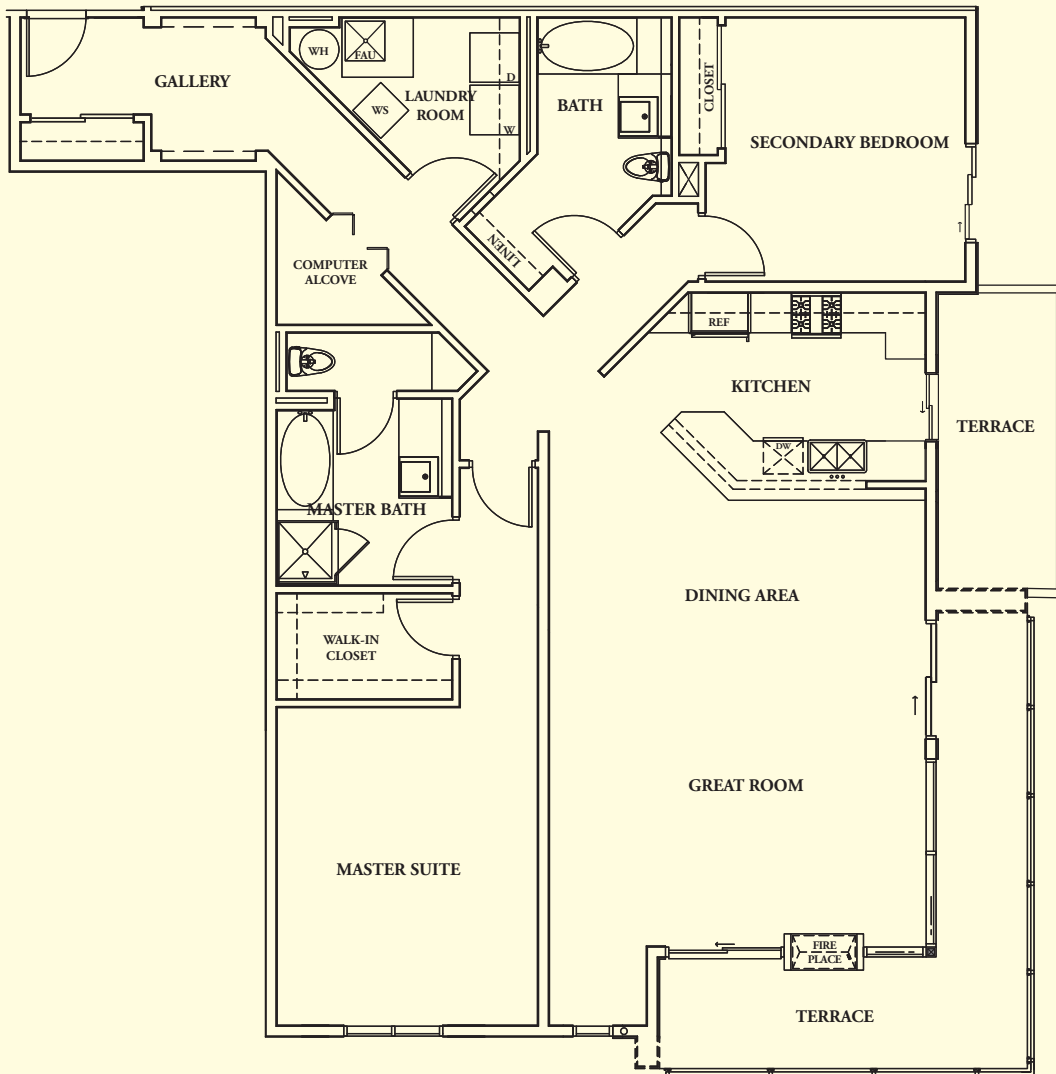 WH
FAU
GALLERY
D
LAUNDRY
ROOM
WS
W
BATH
CLOSET
SECONDARY BEDROOM
LINEN
COMPUTER
ALCOVE
REF
KITCHEN
TERRACE
DW
MASTER BATH
DINING AREA
WALK-IN
CLOSET
GREAT ROOM
MASTER SUITE
FIRE
PLACE
TERRACE